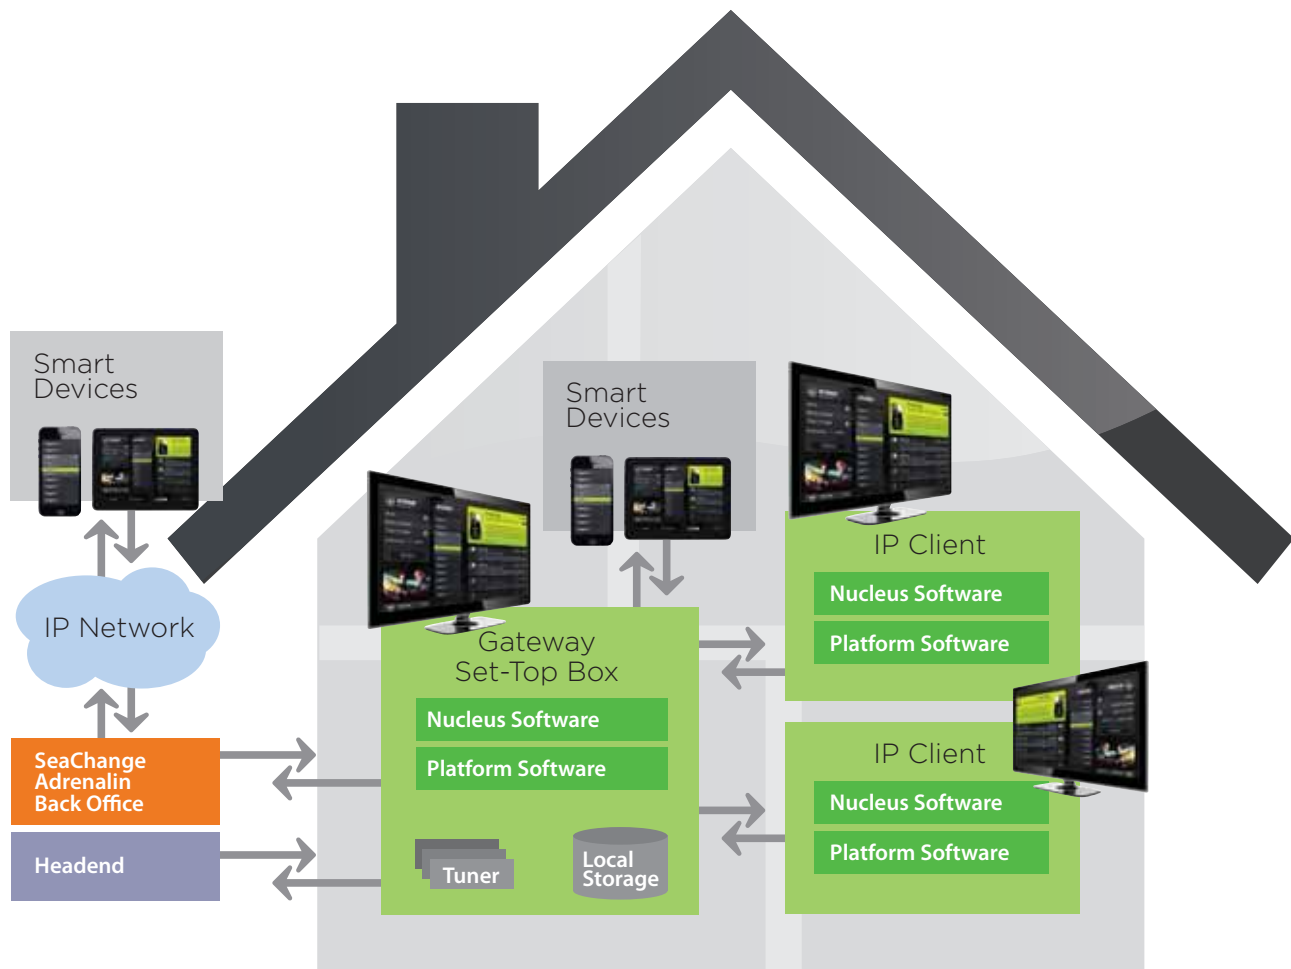 Smart
Devices
IP Network
SeaChange
Adrenalin
Back Office
Headend
Smart
Devices
Gateway
Set-Top Box
Nucleus Software
Platform Software
Tuner
Local
Storage
IP Client
Nucleus Software
Platform Software
IP Client
Nucleus Software
Platform Software